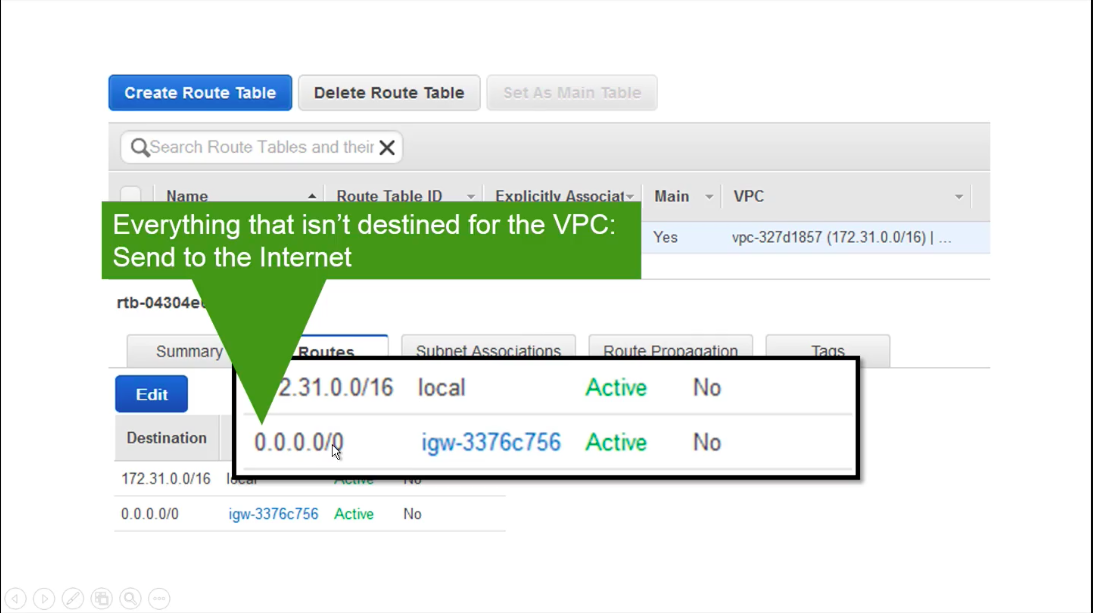 Create Route Table Delete Route Table Set As Main Table
Search Route Tables and their
Name Route Table ID Explicitly Associat Main VPC
Everything that isn’t destined for the VPC:
Send to the Internet
Yes vpc-327d1857 (172.31.0.0/16) | ...
rtb-04304e
Summary Routes Subnet Associations Route Propagation Tags
2.31.0.0/16 local Active No
0.0.0.0/0 igw-3376c756 Active No
Edit
Destination
172.31.0.0/16 local Active No
0.0.0.0/0 igw-3376c756 Active No